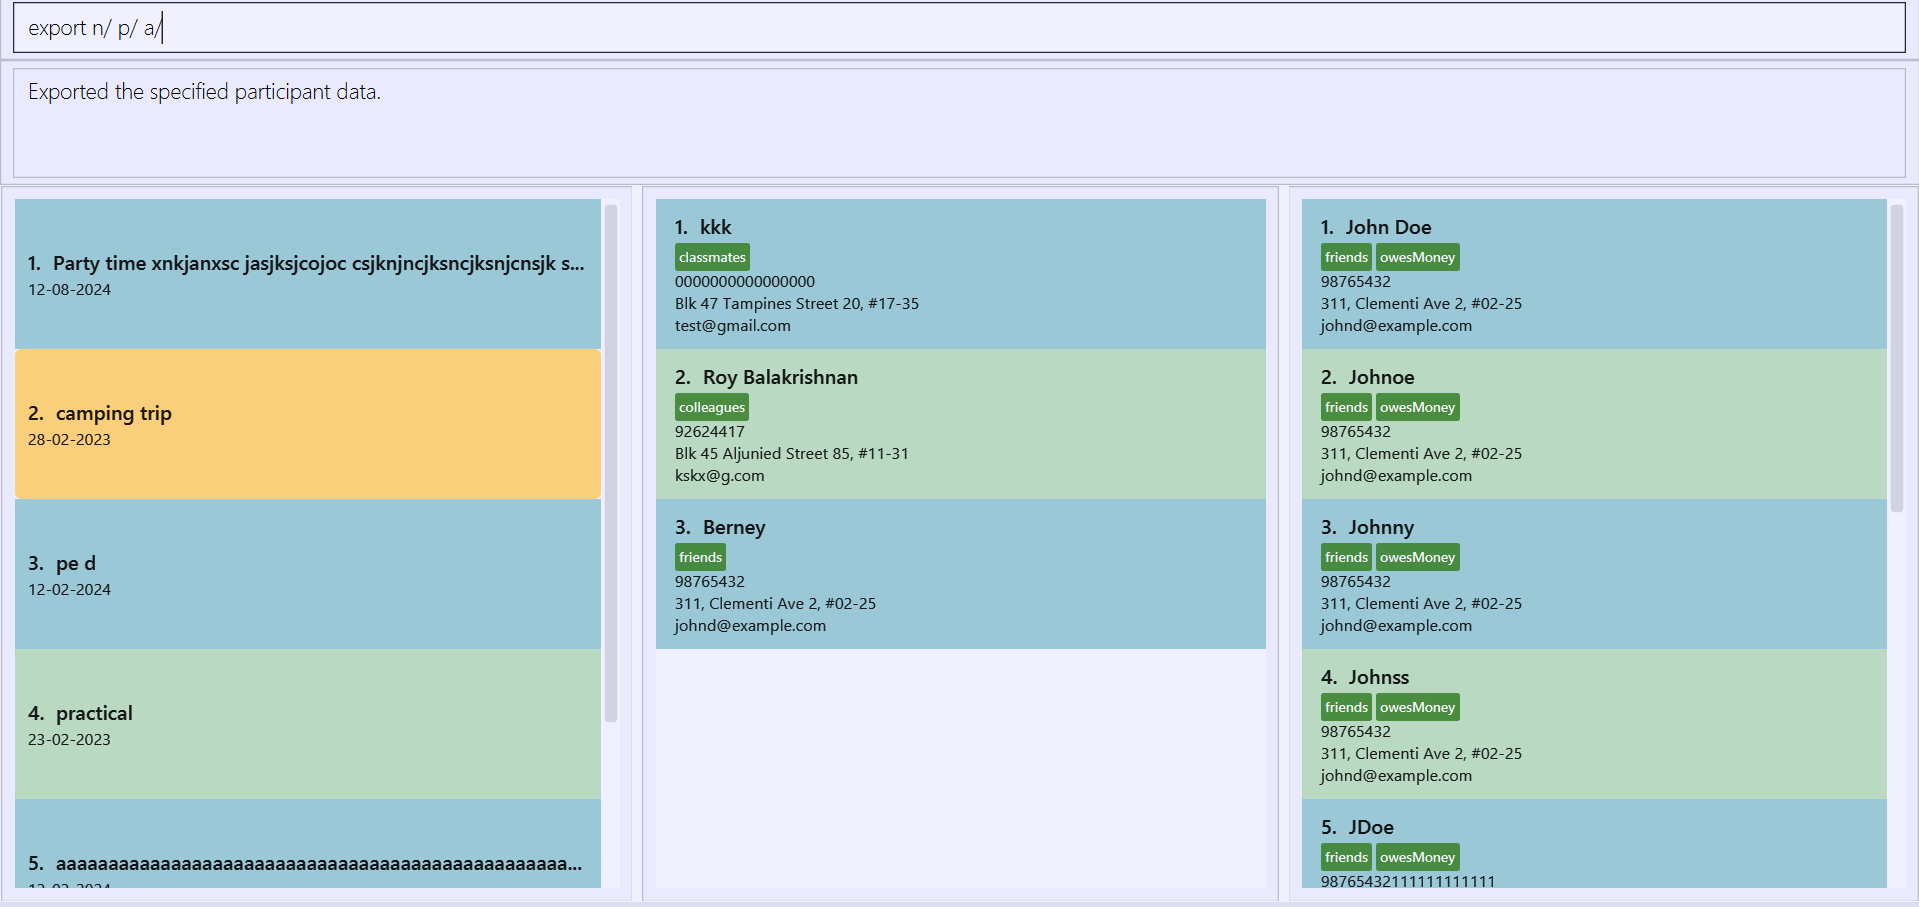 export n/ p/ a/
Exported the specified participant data.
1. Party time xnkjanxsc jasjksjcojoc csjknjncjksncjksnjcnsjk s...
12-08-2024
2. camping trip
28-02-2023
3. pe d
12-02-2024
4. practical
23-02-2023
5. aaaaaaaaaaaaaaaaaaaaaaaaaaaaaaaaaaaaaaaaaaaaaaaaa...
1. kkk
classmates
0000000000000000
Blk 47 Tampines Street 20, #17-35
test@gmail.com
2. Roy Balakrishnan
colleagues
92624417
Blk 45 Aljunied Street 85, #11-31
kskx@g.com
3. Berney
friends
98765432
311, Clementi Ave 2, #02-25
johnd@example.com
1. John Doe
friends owesMoney
98765432
311, Clementi Ave 2, #02-25
johnd@example.com
2. Johnoe
friends owesMoney
98765432
311, Clementi Ave 2, #02-25
johnd@example.com
3. Johnny
friends owesMoney
98765432
311, Clementi Ave 2, #02-25
johnd@example.com
4. Johnss
friends owesMoney
98765432
311, Clementi Ave 2, #02-25
johnd@example.com
5. JDoe
friends owesMoney
98765432111111111111